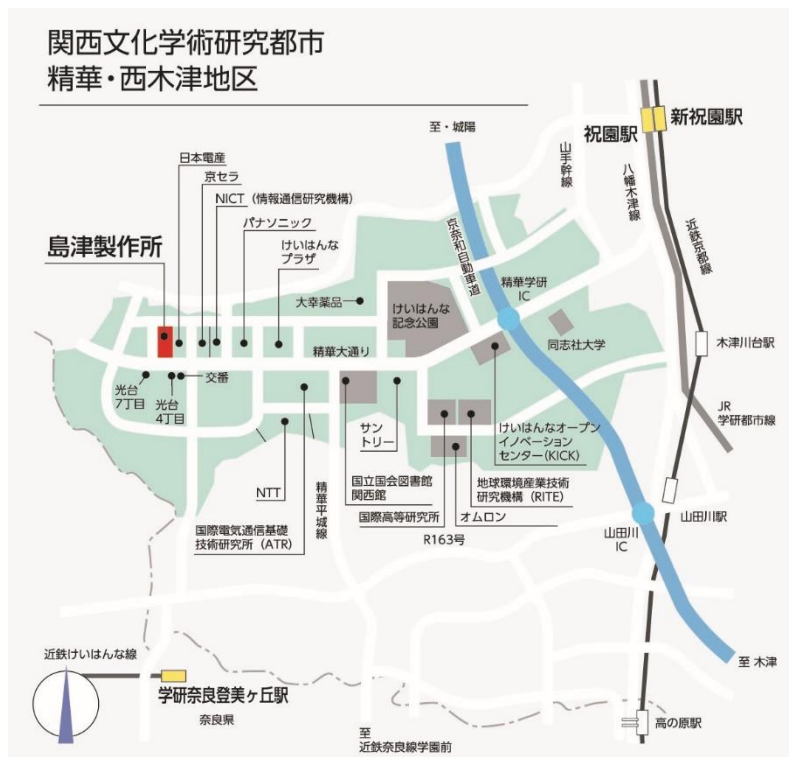 関西文化学術研究都市
精華・西木津地区
至・城陽
山手幹線
祝園駅
新祝園駅
八幡木津線
近鉄京都線
日本電産
京セラ
NICT（情報通信研究機構）
パナソニック
けいはんな
プラザ
島津製作所
大幸薬品
けいはんな
記念公園
京奈和自動車道
精華学研
IC
同志社大学
木津川台駅
精華大通り
光台
7丁目
光台
4丁目
交番
JR
学研都市線
NTT
国際電気通信基礎
技術研究所（ATR）
精華平城線
国立国会図書館
関西館
サン
トリー
国際高等研究所
オムロン
地球環境産業技術
研究機構（RITE）
けいはんなオープン
イノベーション
センター(KICK)
R163号
山田川
IC
山田川駅
至 木津
近鉄けいはんな線
学研奈良登美ヶ丘駅
奈良県
至
近鉄奈良線学園前
高の原駅